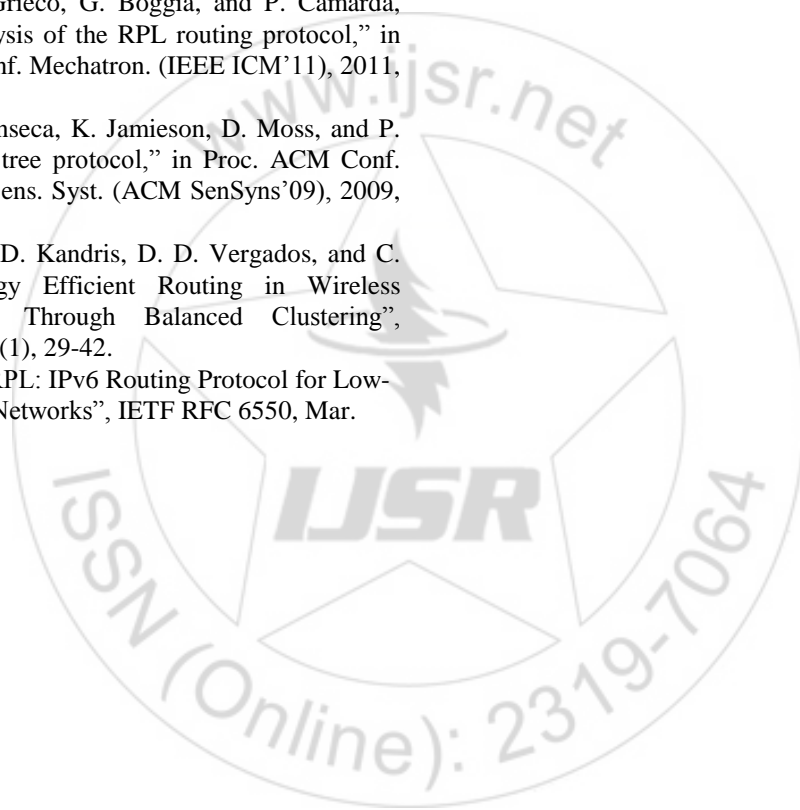 Grieco, G. Boggia, and P. Camarda,
ysis of the RPL routing protocol,” in
nf. Mechatron. (IEEE ICM’11), 2011,
nseca, K. Jamieson, D. Moss, and P.
tree protocol,” in Proc. ACM Conf.
ens. Syst. (ACM SenSyns’09), 2009,
D. Kandris, D. D. Vergados, and C.
gy Efficient Routing in Wireless
Through Balanced Clustering”,
(1), 29-42.
RPL: IPv6 Routing Protocol for Low-
Networks”, IETF RFC 6550, Mar.
www.ijsr.net
IJSR
ISSN (Online): 2319-7064